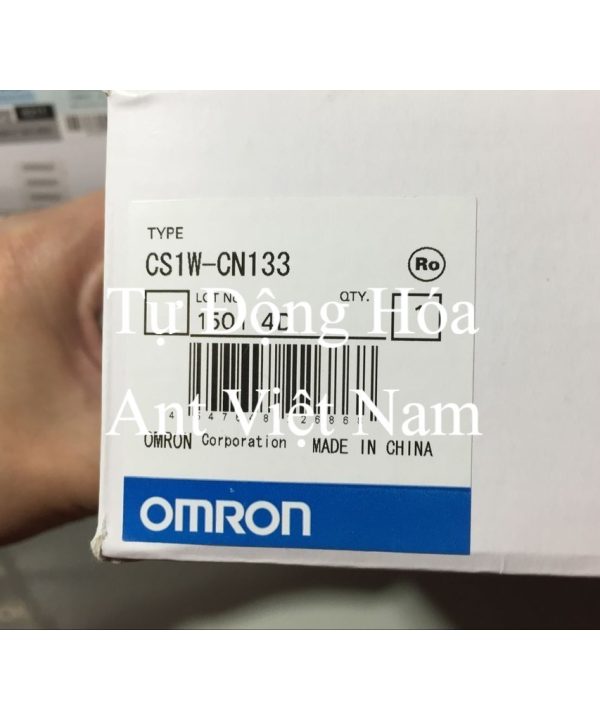 TYPE
CS1W-CN133
Ro
LOT No. QTY.
1
Tự Động Hóa
Ant Việt Nam
OMRON Corporation MADE IN CHINA
OMRON